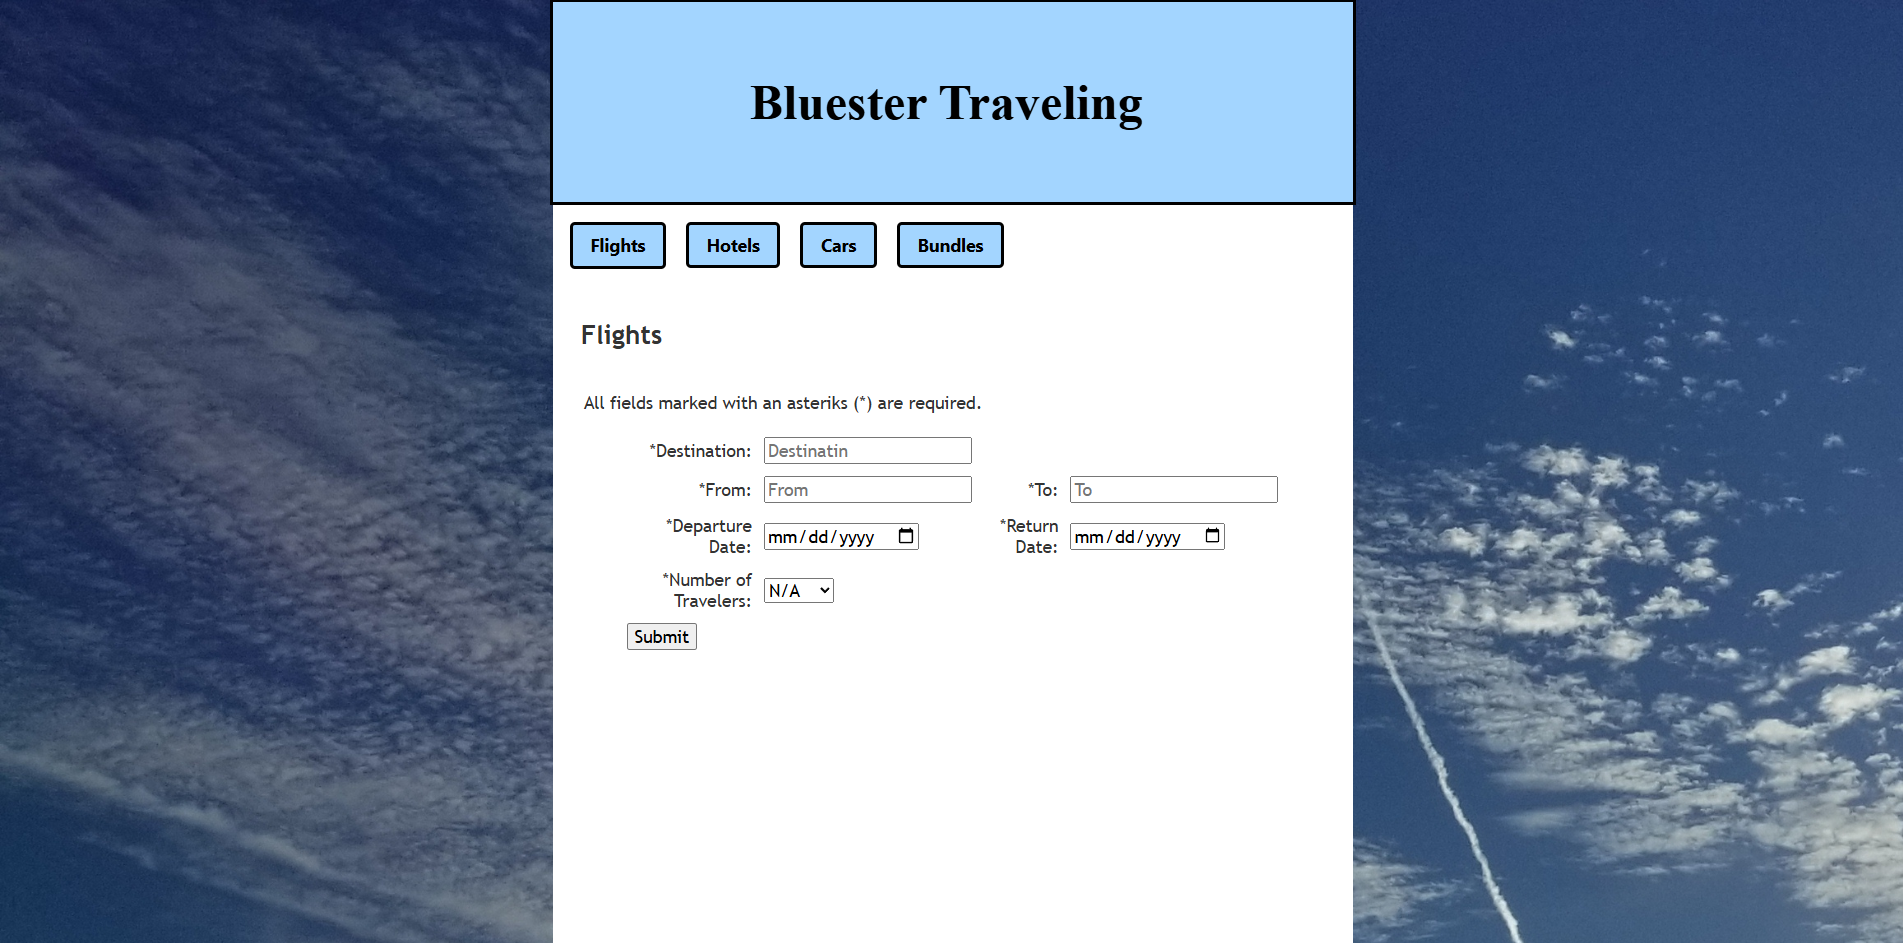 Bluester Traveling
Flights Hotels Cars Bundles
Flights
All fields marked with an asteriks (*) are required.
*Destination: Destinatin
*From: From *To: To
*Departure Date: mm/dd/yyyy *Return Date: mm/dd/yyyy
*Number of Travelers: N/A
Submit